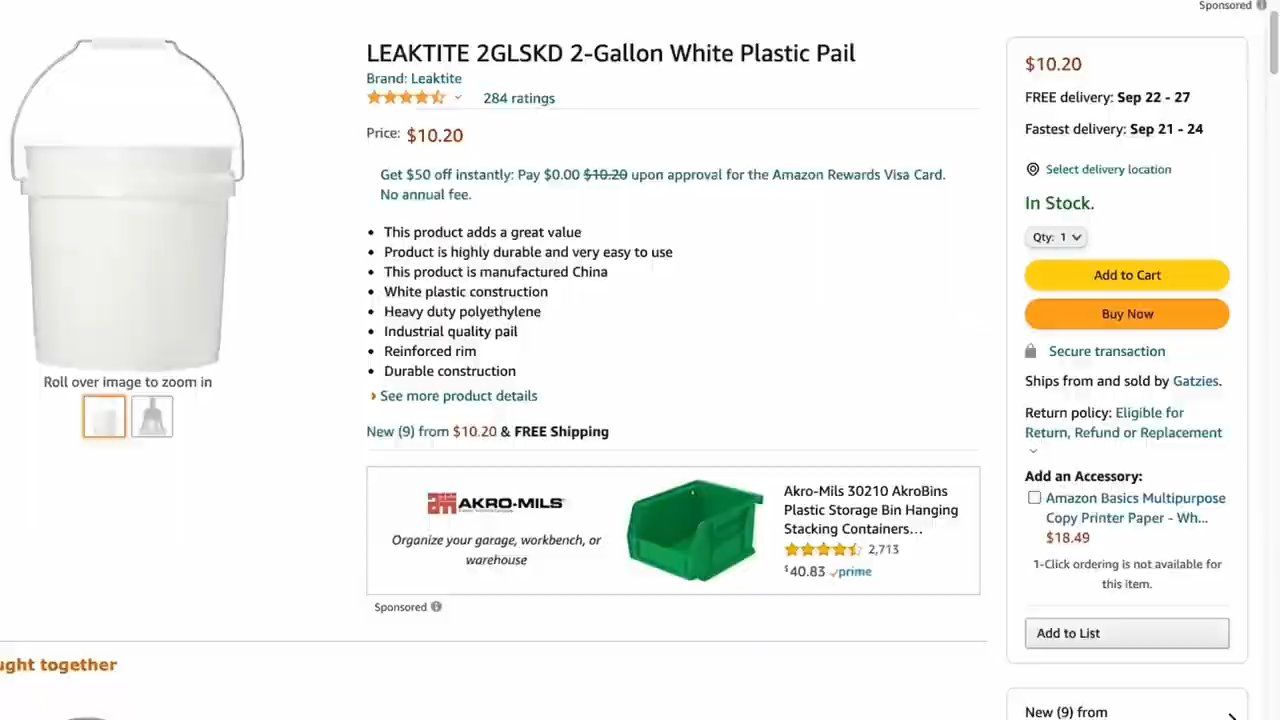 Sponsored
LEAKTITE 2GLSKD 2-Gallon White Plastic Pail
Brand: Leaktite
284 ratings
Price: $10.20
Get $50 off instantly: Pay $0.00 $10.20 upon approval for the Amazon Rewards Visa Card.
No annual fee.
This product adds a great value
Product is highly durable and very easy to use
This product is manufactured China
White plastic construction
Heavy duty polyethylene
Industrial quality pail
Reinforced rim
Durable construction
See more product details
New (9) from $10.20 & FREE Shipping
Roll over image to zoom in
AKRO-MILS
Organize your garage, workbench, or
warehouse
Akro-Mils 30210 AkroBins
Plastic Storage Bin Hanging
Stacking Containers...
2,713
$40.83 prime
Sponsored
ught together
$10.20
FREE delivery: Sep 22 - 27
Fastest delivery: Sep 21 - 24
Select delivery location
In Stock.
Qty: 1
Add to Cart
Buy Now
Secure transaction
Ships from and sold by Gatzies.
Return policy: Eligible for
Return, Refund or Replacement
Add an Accessory:
Amazon Basics Multipurpose
Copy Printer Paper - Wh...
$18.49
1-Click ordering is not available for
this item.
Add to List
New (9) from